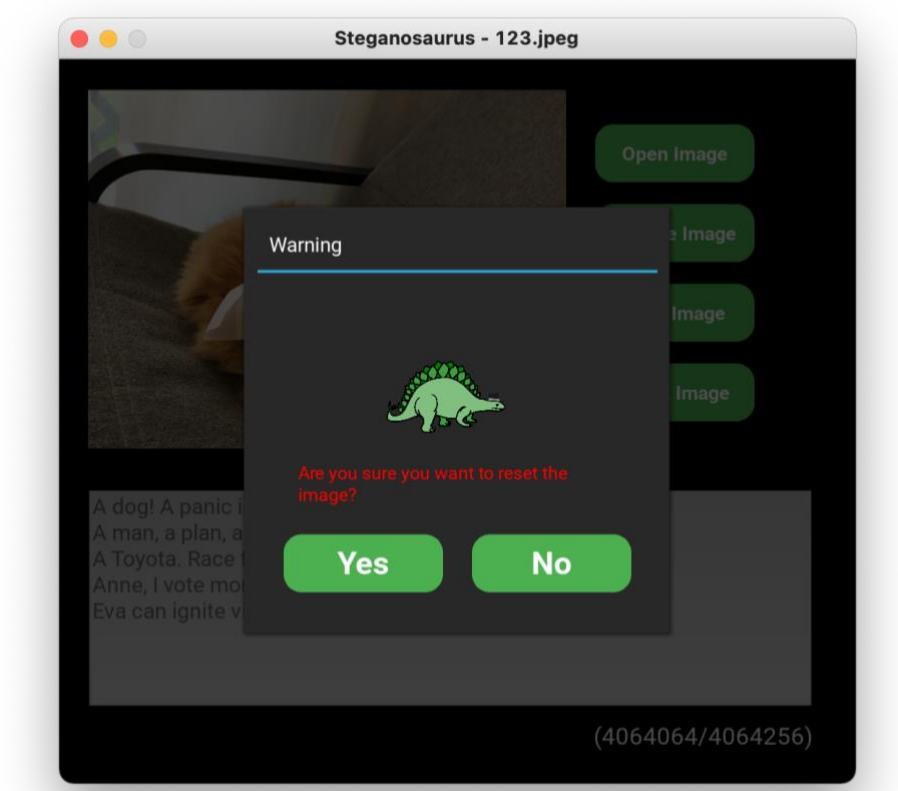 Steganosaurus - 123.jpeg
Open Image
Image
Image
Image
Warning
Are you sure you want to reset the
image?
Yes
No
A dog! A panic
A man, a plan, a
A Toyota. Race
Anne, I vote
Eva can ignite
(4064064/4064256)